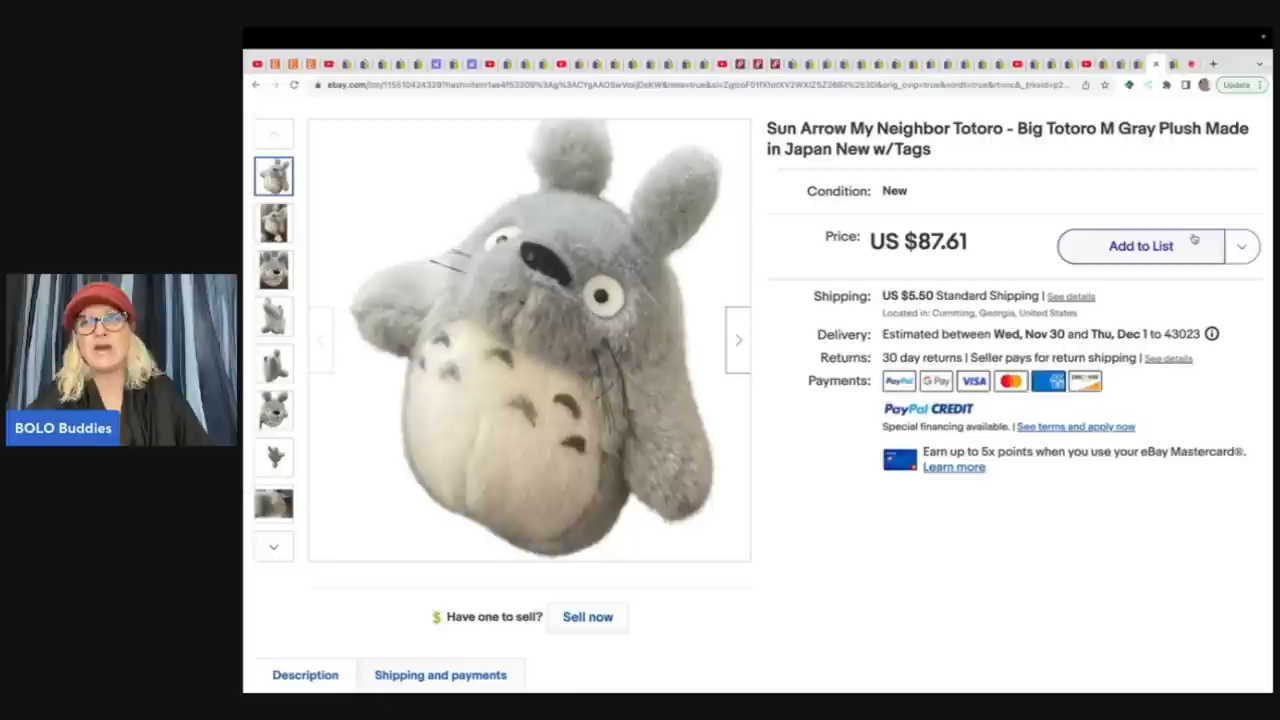 Update
Sun Arrow My Neighbor Totoro - Big Totoro M Gray Plush Made
in Japan New w/Tags
Condition: New
Price: US $87.61
Add to List
Shipping: US $5.50 Standard Shipping | See details
Located in: Cumming, Georgia, United States
Delivery: Estimated between Wed, Nov 30 and Thu, Dec 1 to 43023
Returns: 30 day returns | Seller pays for return shipping | See details
Payments: PayPal G Pay VISA
PayPal CREDIT
Special financing available. | See terms and apply now
Earn up to 5x points when you use your eBay Mastercard®.
Learn more
BOLO Buddies
$ Have one to sell? Sell now
Description Shipping and payments